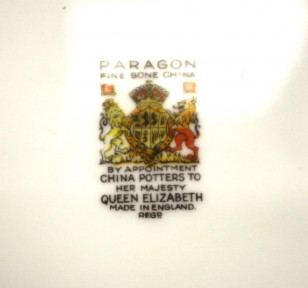 PARAGON
FINE BONE CHINA
BY APPOINTMENT
CHINA POTTERS TO
HER MAJESTY
QUEEN ELIZABETH
MADE IN ENGLAND.
REGD